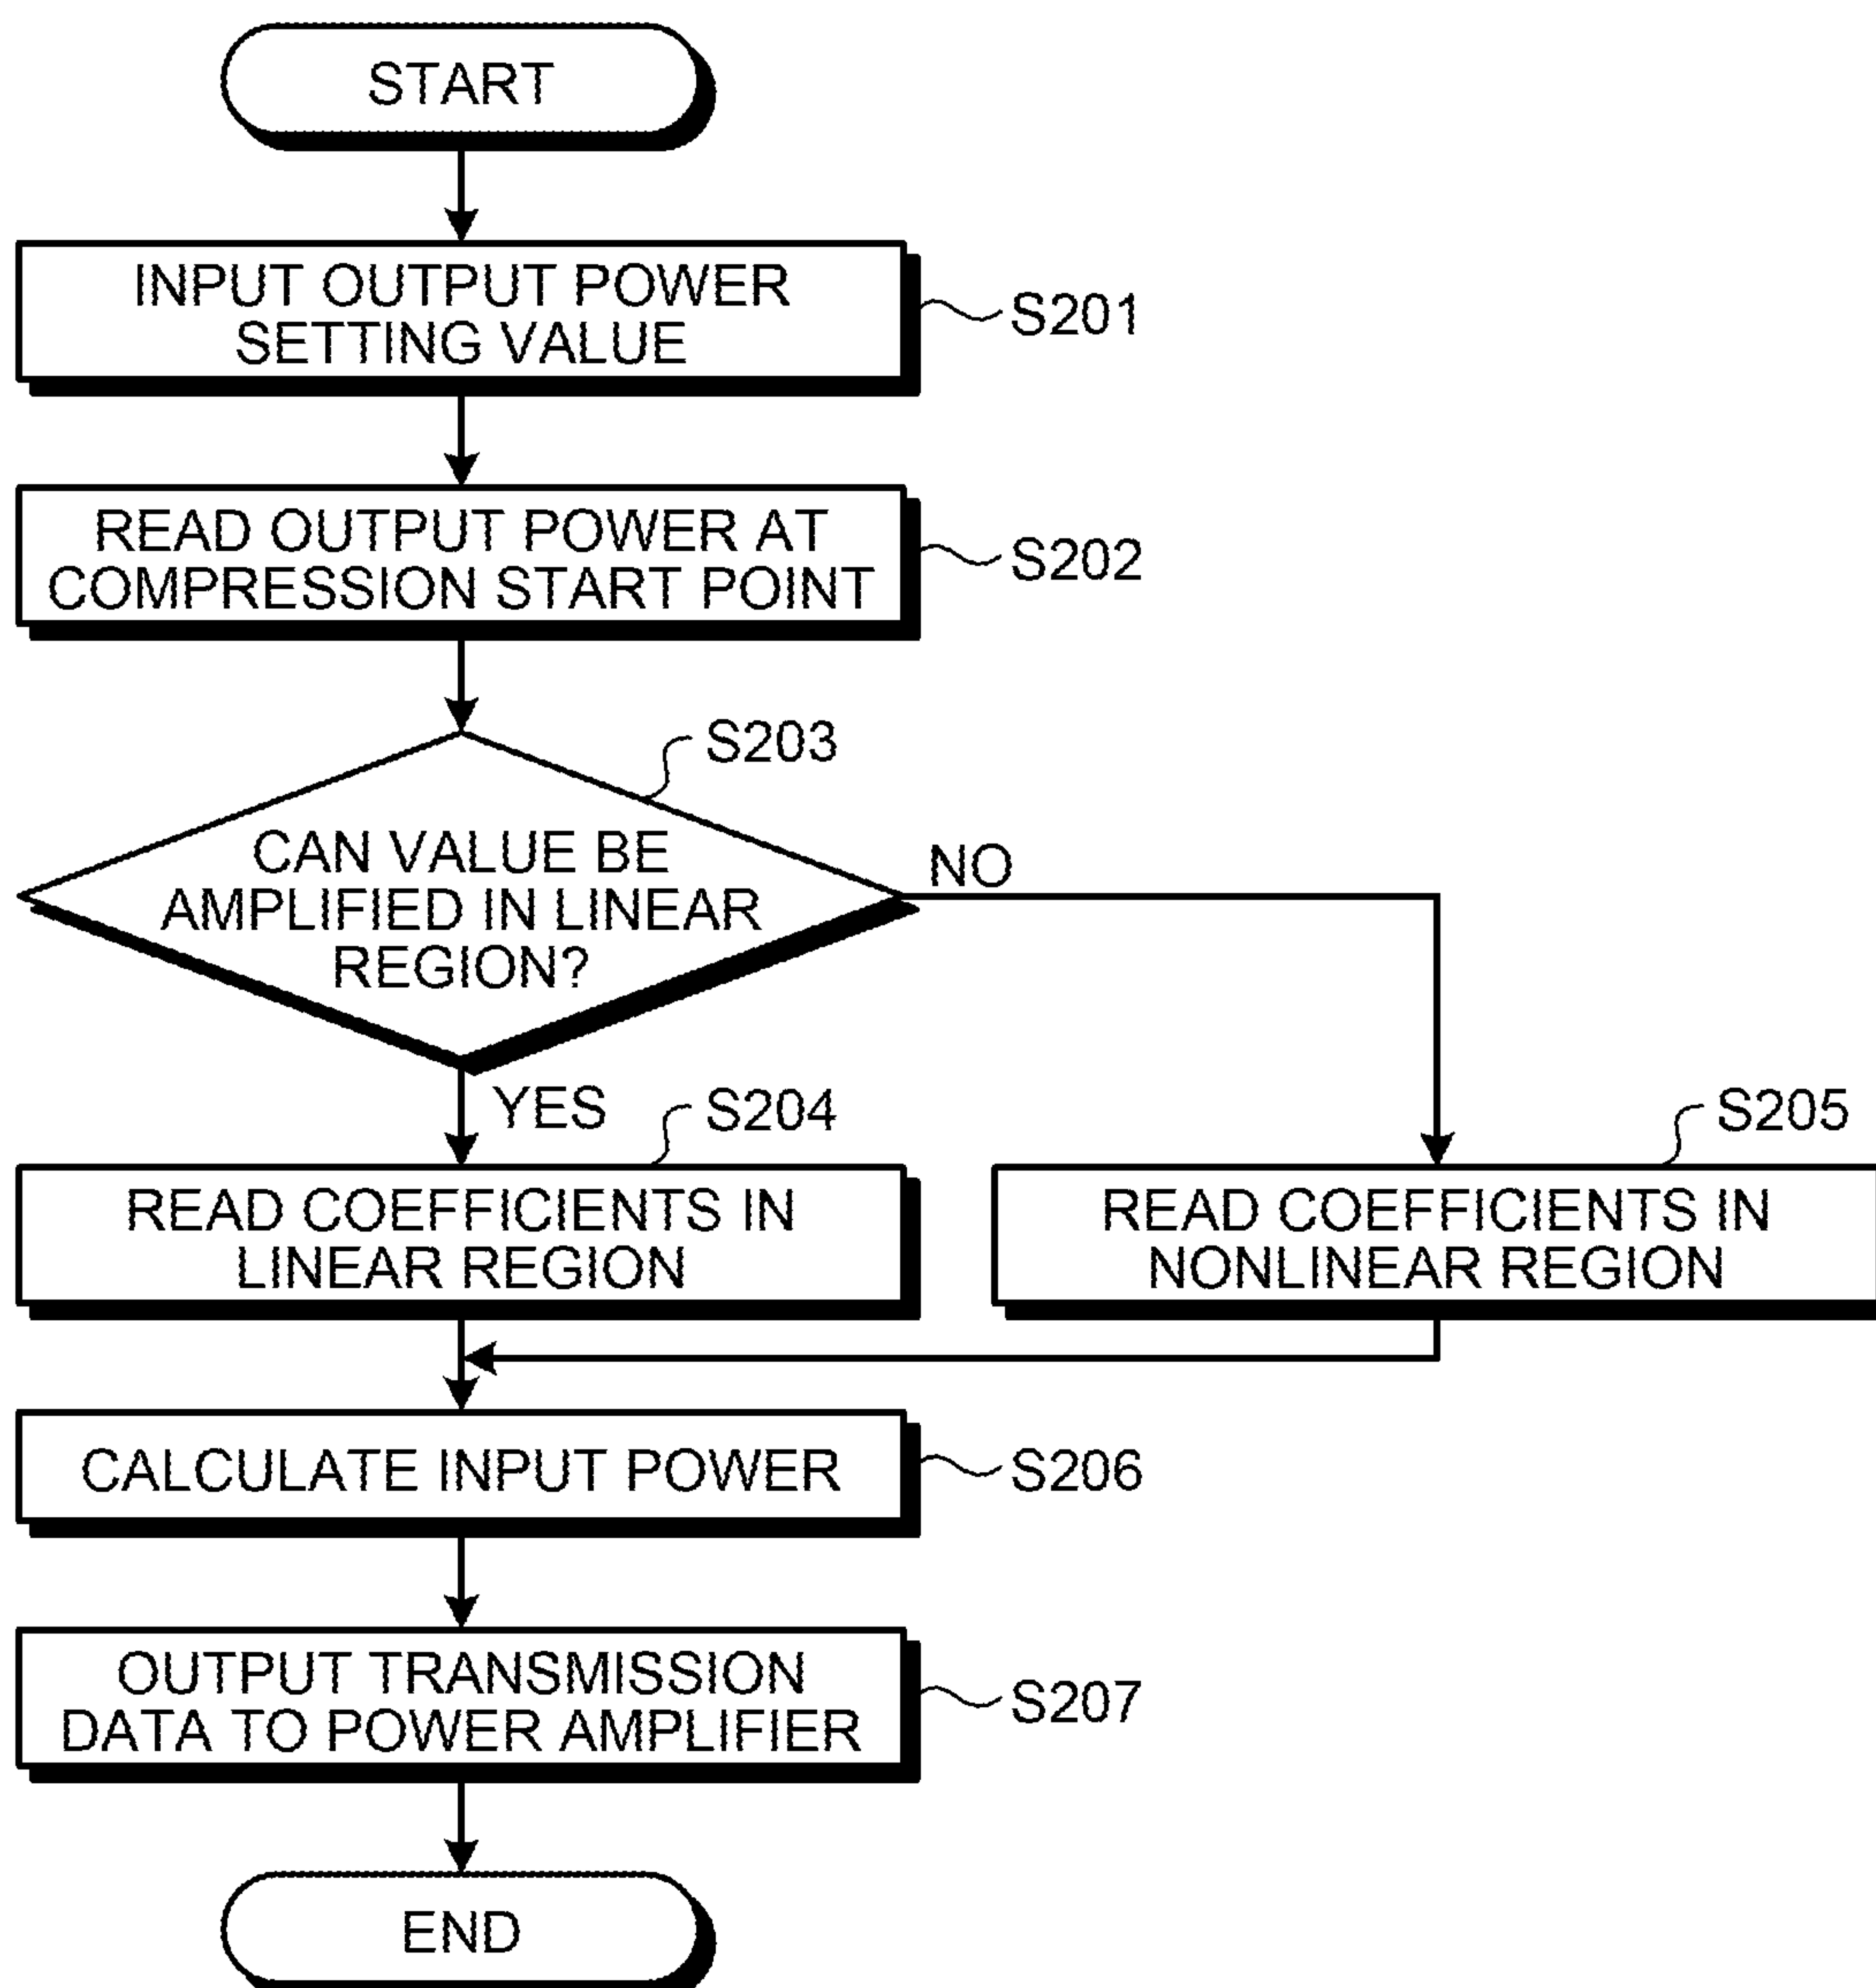 START
INPUT OUTPUT POWER
SETTING VALUE
S201
READ OUTPUT POWER AT
COMPRESSION START POINT
S202
S203
CAN VALUE BE
AMPLIFIED IN LINEAR
REGION?
NO
YES
S204
READ COEFFICIENTS IN
LINEAR REGION
S205
READ COEFFICIENTS IN
NONLINEAR REGION
CALCULATE INPUT POWER
S206
OUTPUT TRANSMISSION
DATA TO POWER AMPLIFIER
S207
END